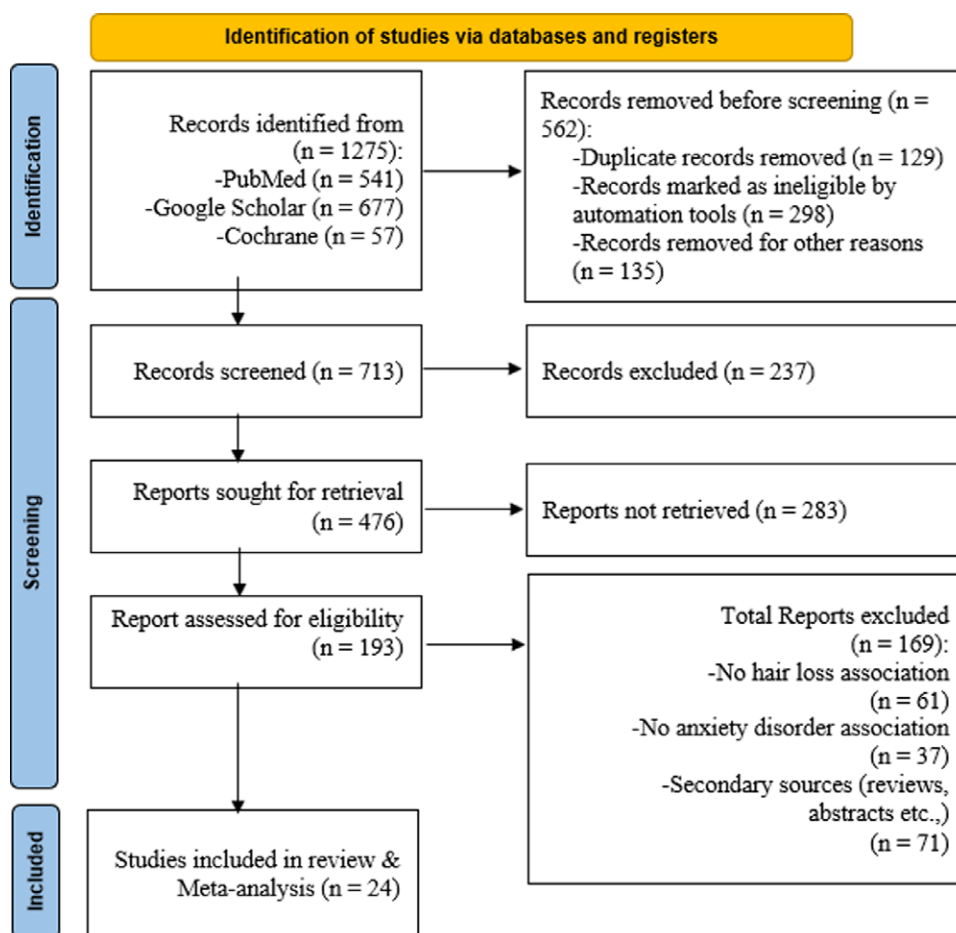 Identification of studies via databases and registers
Identification
Records identified from
(n = 1275):
-PubMed (n = 541)
-Google Scholar (n = 677)
-Cochrane (n = 57)
Records removed before screening (n =
562):
-Duplicate records removed (n = 129)
-Records marked as ineligible by
automation tools (n = 298)
-Records removed for other reasons
(n = 135)
Screening
Records screened (n = 713)
Records excluded (n = 237)
Reports sought for retrieval
(n = 476)
Reports not retrieved (n = 283)
Report assessed for eligibility
(n = 193)
Total Reports excluded
(n = 169):
-No hair loss association
(n = 61)
-No anxiety disorder association
(n = 37)
-Secondary sources (reviews,
abstracts etc.,)
(n = 71)
Included
Studies included in review &
Meta-analysis (n = 24)